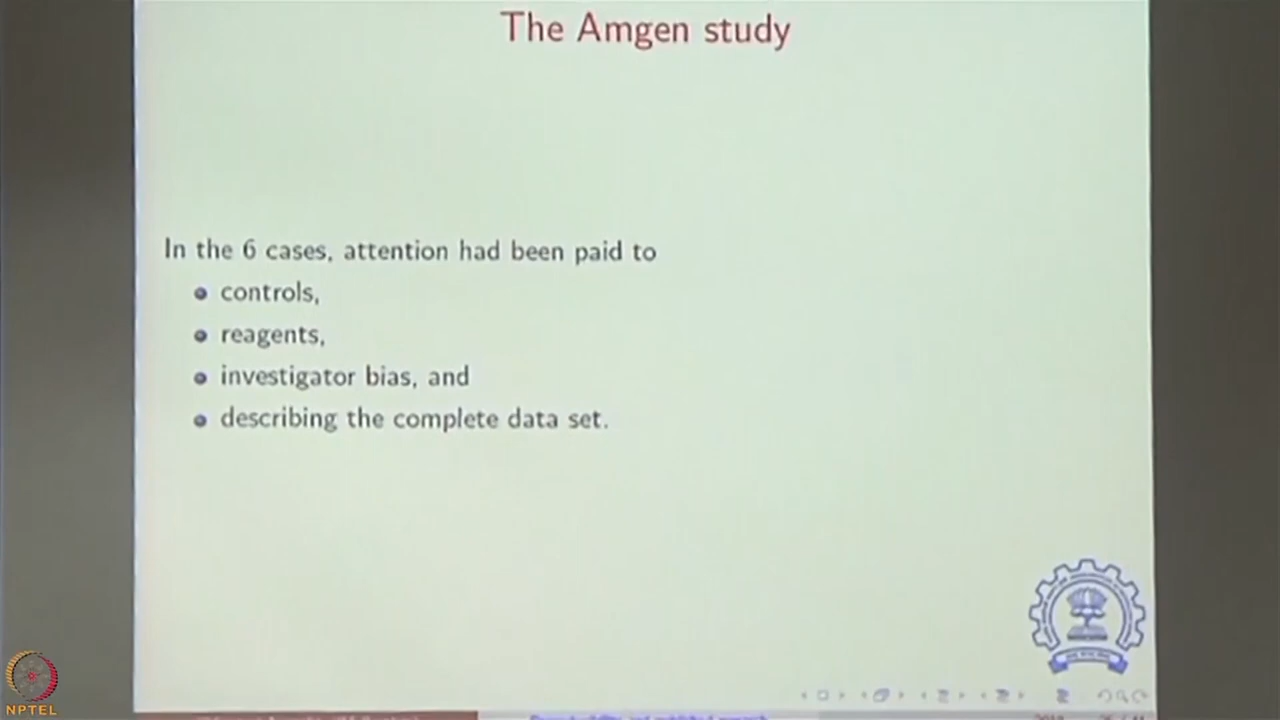 The Amgen study
In the 6 cases, attention had been paid to
controls,
reagents,
investigator bias, and
describing the complete data set.
NPTEL